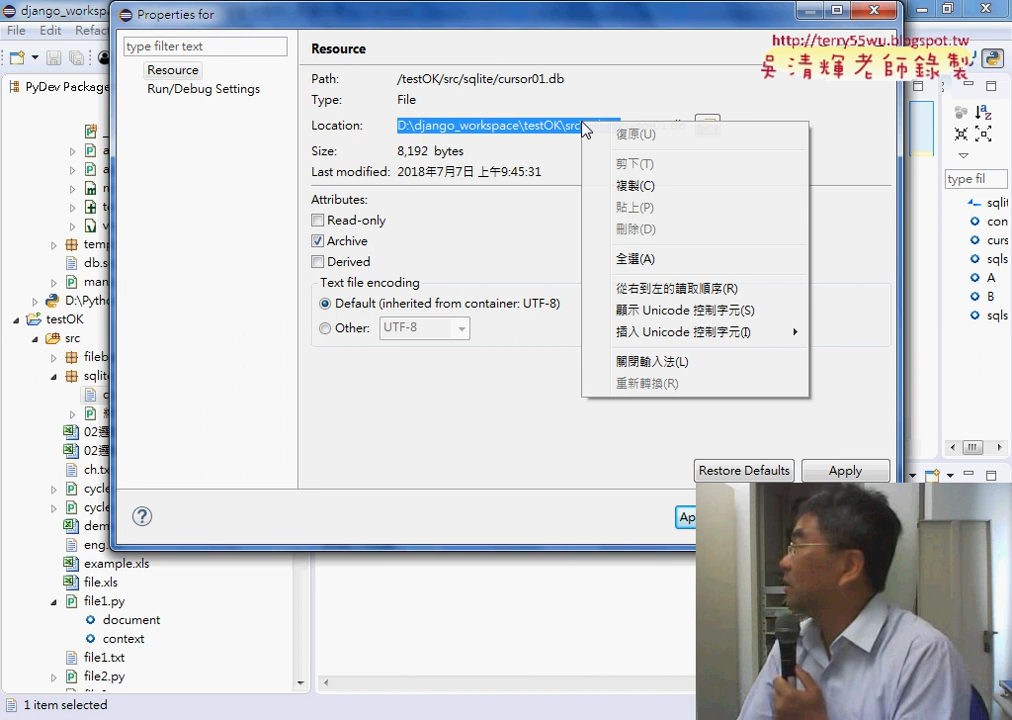 django_workspa
File Edit Refact
PyDev Package
temp
db.s
man
D:\Pyth
testOK
src
fileb
sqlite
02選
02選
ch.tx
cycle
cycle
dem
eng.
example.xls
file.xls
file1.py
document
context
file1.txt
file2.py
1 item selected
Properties for
type filter text
Resource
Run/Debug Settings
Resource
Path: /testOK/src/sqlite/cursor01.db
Type: File
Location: D:\django_workspace\testOK\src
Size: 8,192 bytes
Last modified: 2018年7月7日 上午9:45:31
Attributes:
Read-only
Archive
Derived
Text file encoding
Default (inherited from container: UTF-8)
Other: UTF-8
Restore Defaults
Apply
Ap
復原(U)
剪下(T)
複製(C)
貼上(P)
刪除(D)
全選(A)
從右到左的讀取順序(R)
顯示 Unicode 控制字元(S)
插入 Unicode 控制字元(I)
關閉輸入法(L)
重新轉換(R)
http://terry55wu.blogspot.tw
吳清輝老師錄製
type fil
sqlit
con
curs
sqls
A
B
sqls